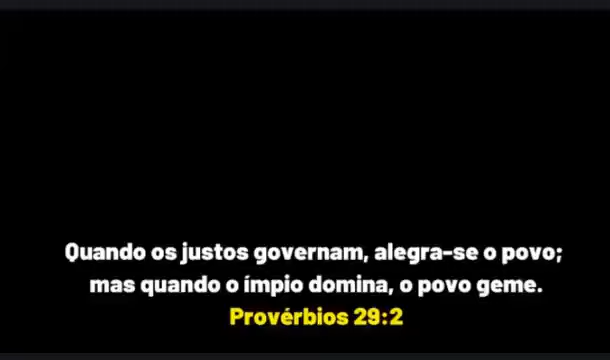 Quando os justos governam, alegra-se o povo;
mas quando o ímpio domina, o povo geme.
Provérbios 29:2